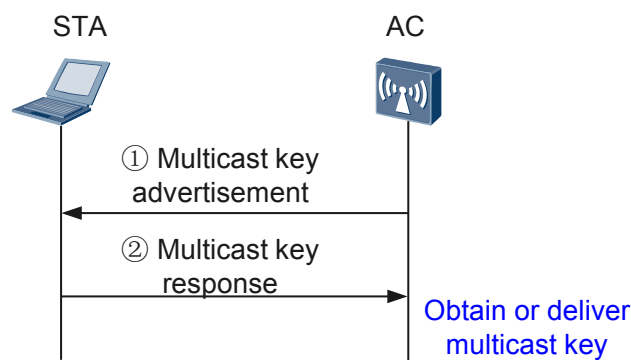 STA
AC
① Multicast key
advertisement
② Multicast key
response
Obtain or deliver
multicast key